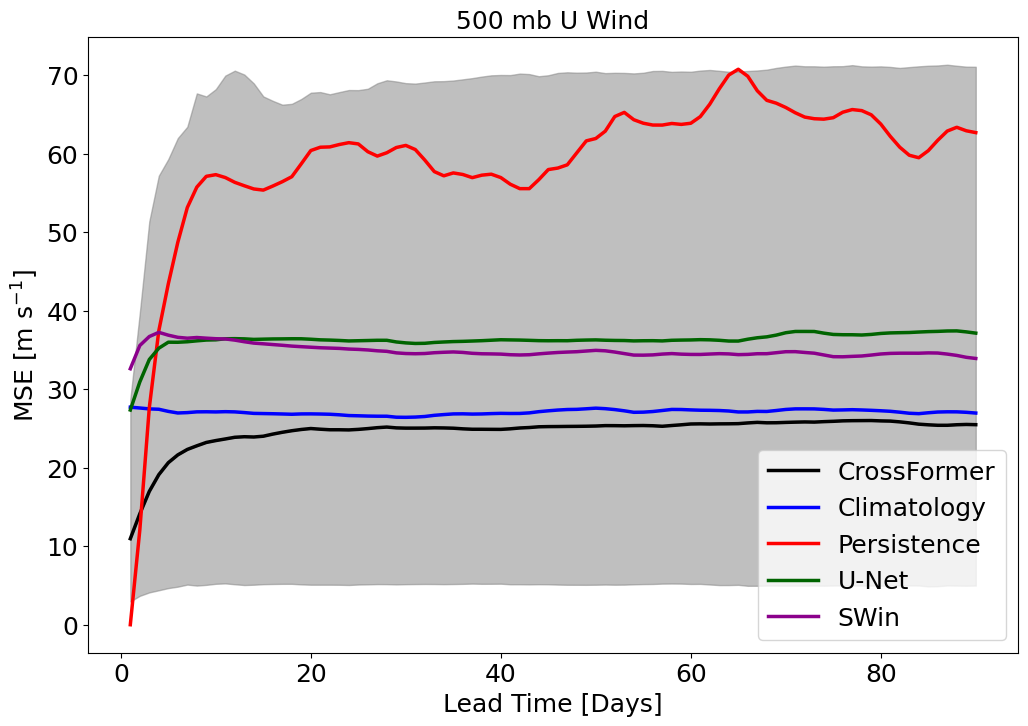 500 mb U Wind
MSE [m s⁻¹]
70
60
50
40
30
20
10
0
0 20 40 60 80
Lead Time [Days]
CrossFormer
Climatology
Persistence
U-Net
SWin